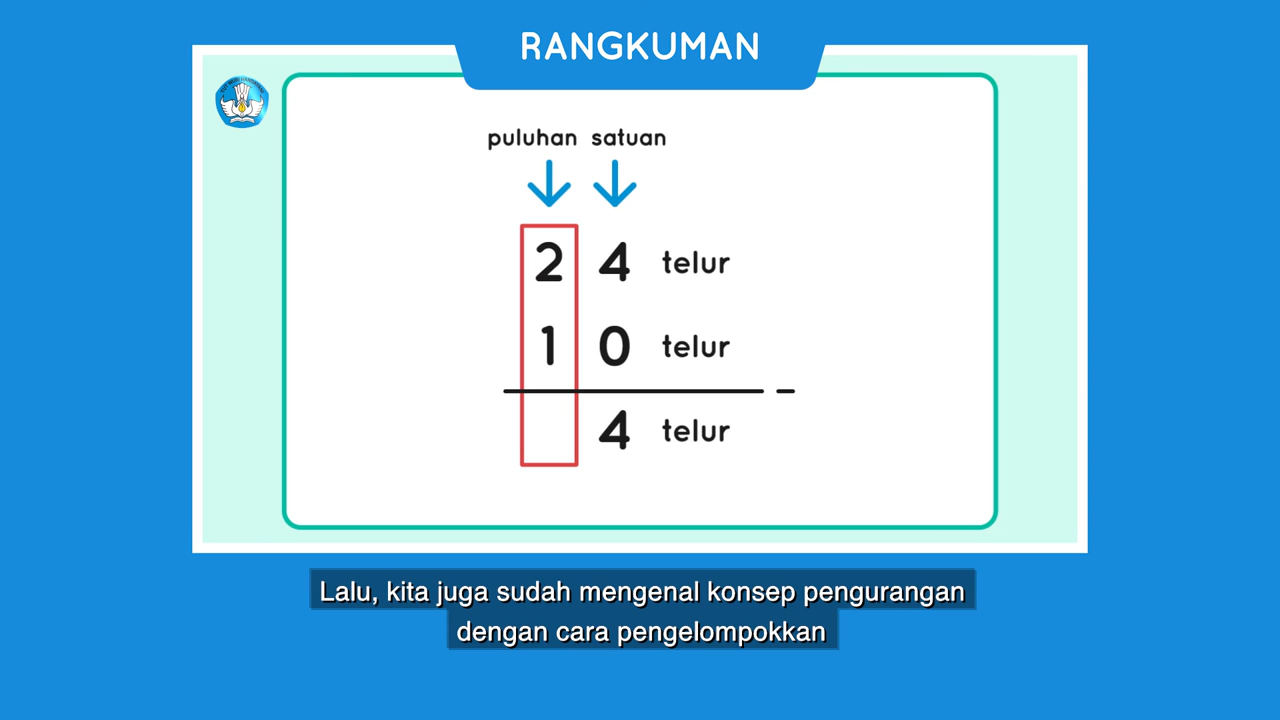 RANGKUMAN
puluhan satuan
2 4 telur
1 0 telur
-
4 telur
Lalu, kita juga sudah mengenal konsep pengurangan
dengan cara pengelompokkan